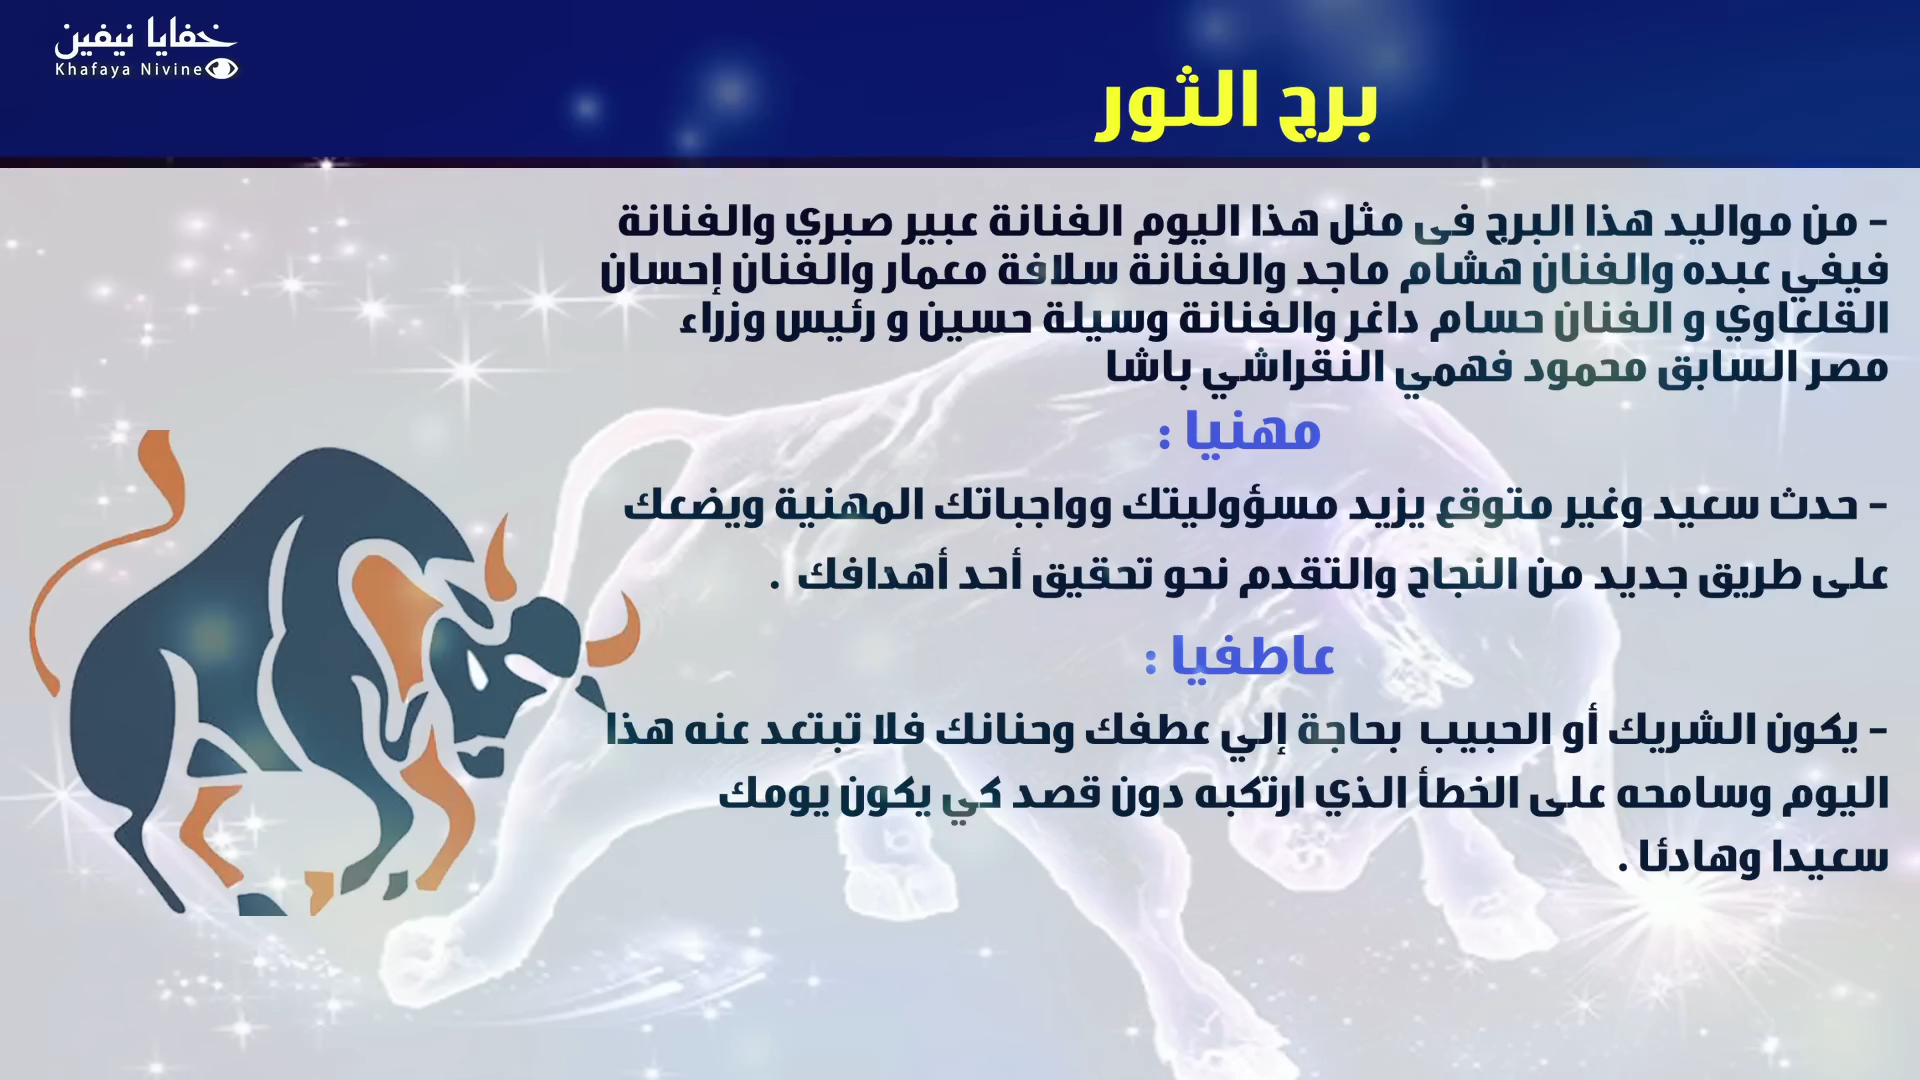 خفايا نيفين
Khafaya Nivine
برج الثور
- من مواليد هذا البرج فى مثل هذا اليوم الفنانة عبير صبري والفنانة
فيفي عبده والفنان هشام ماجد والفنانة سلافة معمار والفنان إحسان
القلعاوي و الفنان حسام داغر والفنانة وسيلة حسين و رئيس وزراء
مصر السابق محمود فهمي النقراشي باشا
مهنيا :
- حدث سعيد وغير متوقع يزيد مسؤوليتك وواجباتك المهنية ويضعك
على طريق جديد من النجاح والتقدم نحو تحقيق أحد أهدافك .
عاطفيا :
- يكون الشريك أو الحبيب بحاجة إلي عطفك وحنانك فلا تبتعد عنه هذا
اليوم وسامحه على الخطأ الذي ارتكبه دون قصد كي يكون يومك
سعيدا وهادئا .